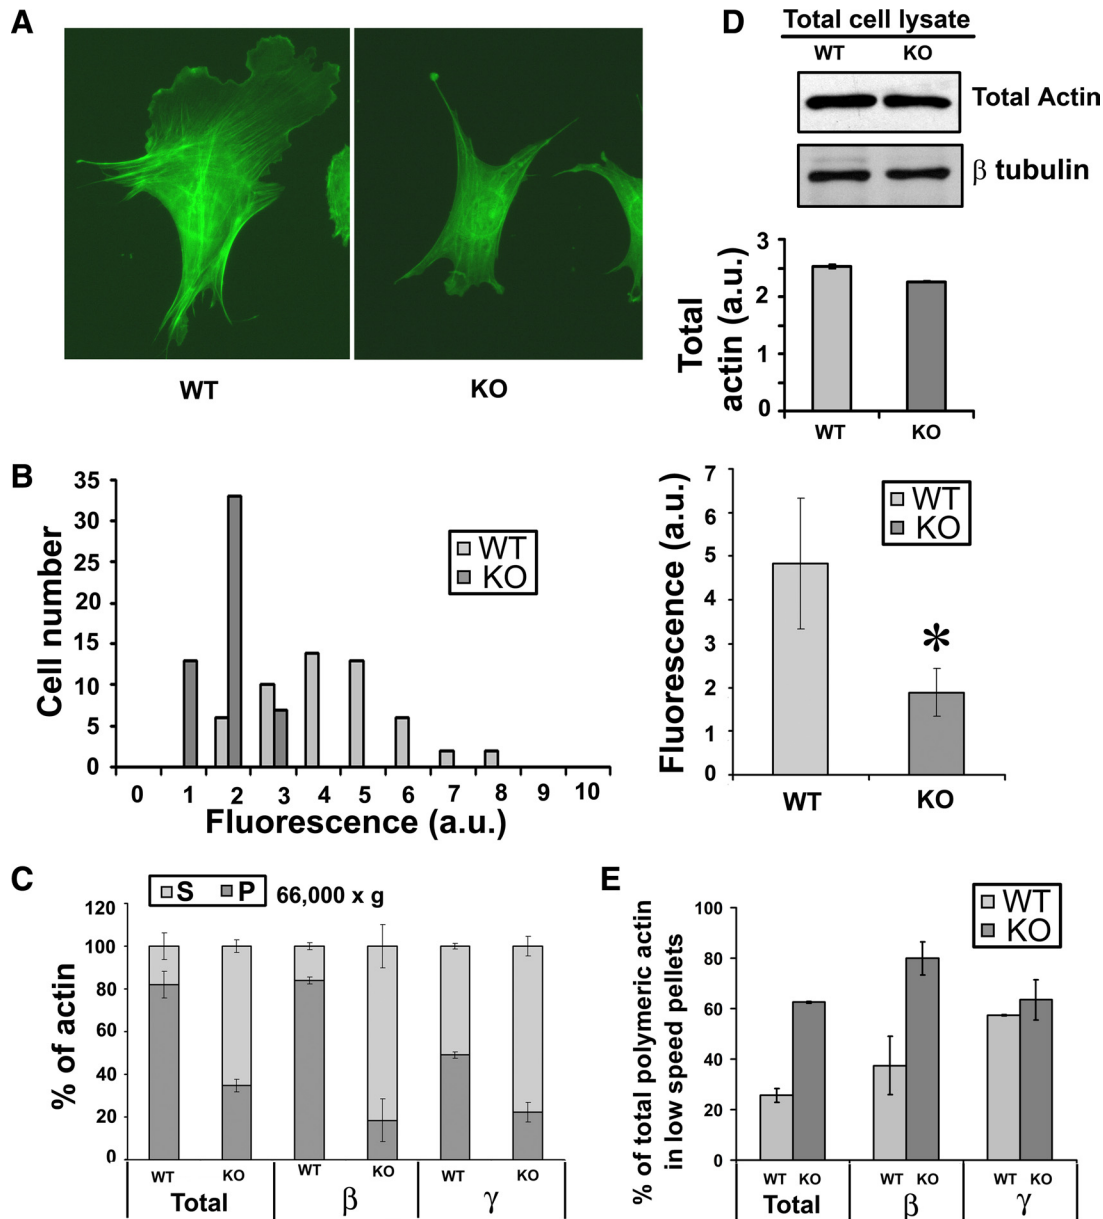 A
WT
KO
B
35
30
25
20
15
10
5
0
Cell number
WT
KO
0 1 2 3 4 5 6 7 8 9 10
Fluorescence (a.u.)
7
6
5
4
3
2
1
0
Fluorescence (a.u.)
WT
KO
*
WT KO
C
S P 66,000 x g
120
100
80
60
40
20
0
% of actin
WT KO WT KO WT KO
Total β γ
D
Total cell lysate
WT KO
Total Actin
β tubulin
3
2
1
0
Total
actin (a.u.)
WT KO
E
WT
KO
100
80
60
40
20
0
% of total polymeric actin
in low speed pellets
WT KO WT KO WT KO
Total β γ